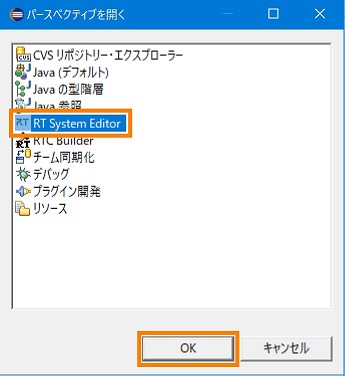 パースペクティブを開く
CVS リポジトリー・エクスプローラー
Java (デフォルト)
Java の型階層
Java 参照
RT System Editor
RTC Builder
チーム同期化
デバッグ
プラグイン開発
リソース
OK キャンセル